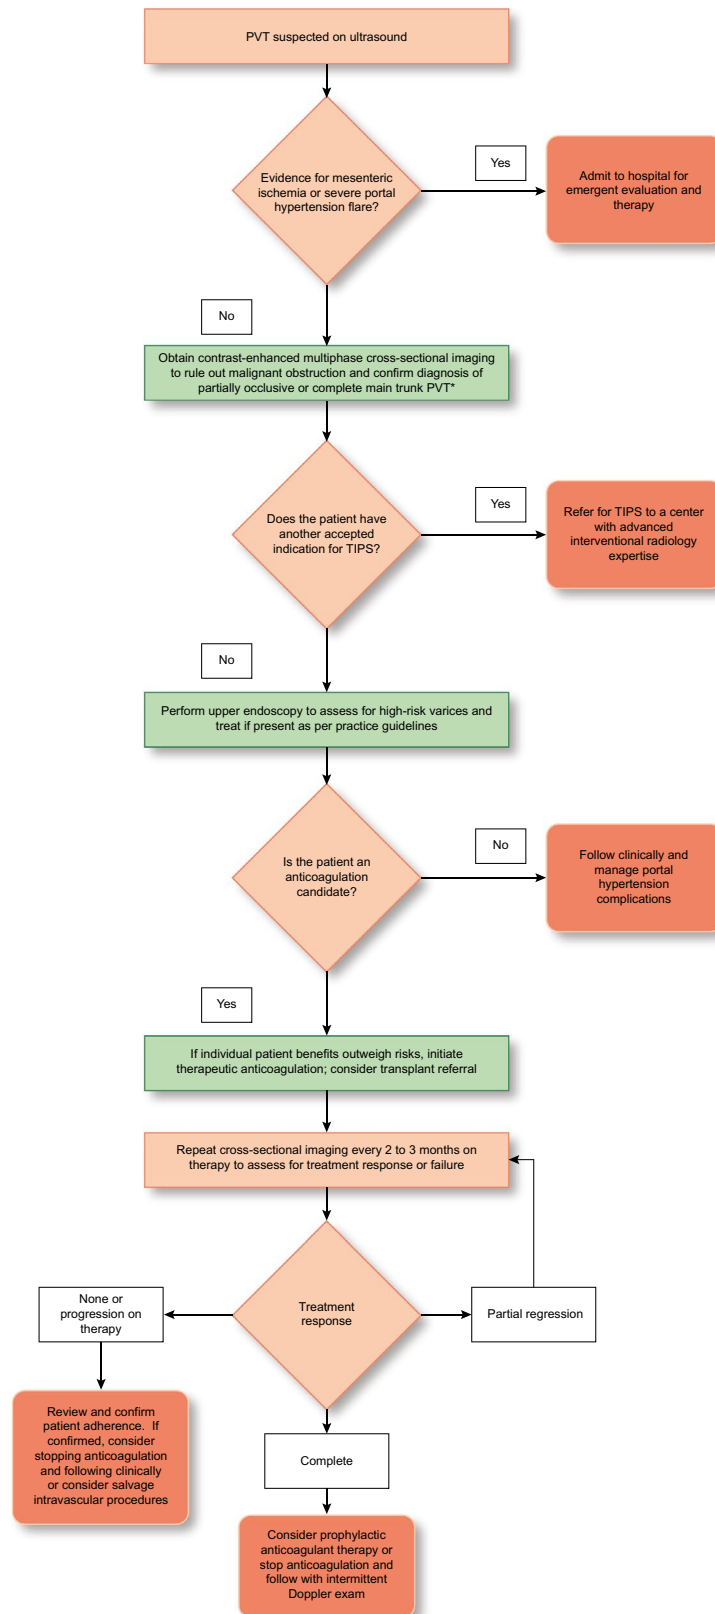 PVT suspected on ultrasound
Evidence for mesenteric
ischemia or severe portal
hypertension flare?
Yes
Admit to hospital for
emergent evaluation and
therapy
No
Obtain contrast-enhanced multiphase cross-sectional imaging
to rule out malignant obstruction and confirm diagnosis of
partially occlusive or complete main trunk PVT*
Does the patient have
another accepted
indication for TIPS?
Yes
Refer for TIPS to a center
with advanced
interventional radiology
expertise
No
Perform upper endoscopy to assess for high-risk varices and
treat if present as per practice guidelines
Is the patient an
anticoagulation
candidate?
No
Follow clinically and
manage portal
hypertension
complications
Yes
If individual patient benefits outweigh risks, initiate
therapeutic anticoagulation; consider transplant referral
Repeat cross-sectional imaging every 2 to 3 months on
therapy to assess for treatment response or failure
Treatment
response
None or
progression on
therapy
Partial regression
Review and confirm
patient adherence. If
confirmed, consider
stopping anticoagulation
and following clinically
or consider salvage
intravascular procedures
Complete
Consider prophylactic
anticoagulant therapy or
stop anticoagulation and
follow with intermittent
Doppler exam